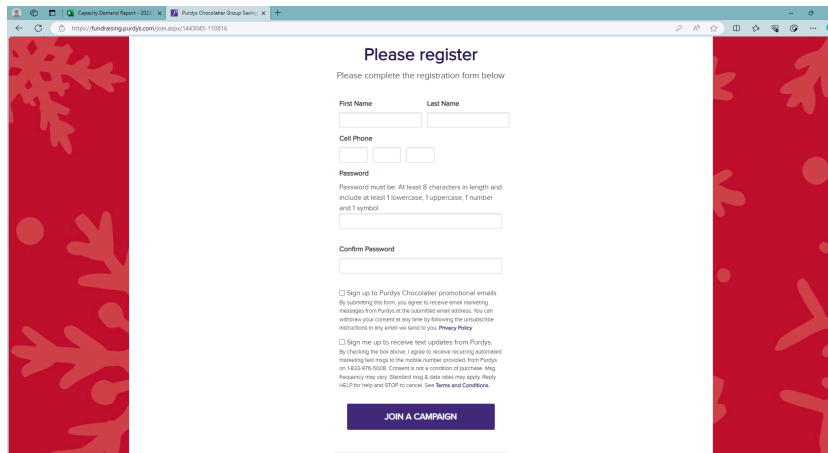 Capacity Demand Report - 202
Purdys Chocolatier Group Saving
https://fundraising.purdys.com/join.aspx/1443045-110816
Please register
Please complete the registration form below
First Name Last Name
Cell Phone
Password
Password must be: At least 8 characters in length and
include at least 1 lowercase, 1 uppercase, 1 number
and 1 symbol
Confirm Password
Sign up to Purdys Chocolatier promotional emails
By submitting this form, you agree to receive email marketing
messages from Purdys at the submitted email address. You can
withdraw your consent at any time by following the unsubscribe
instructions in any email we send to you. Privacy Policy
Sign me up to receive text updates from Purdys.
By checking the box above, I agree to receive recurring automated
marketing text msgs to the mobile number provided, from Purdys
on 1-833-976-5008. Consent is not a condition of purchase. Msg
frequency may vary. Standard msg & data rates may apply. Reply
HELP for help and STOP to cancel. See Terms and Conditions.
JOIN A CAMPAIGN